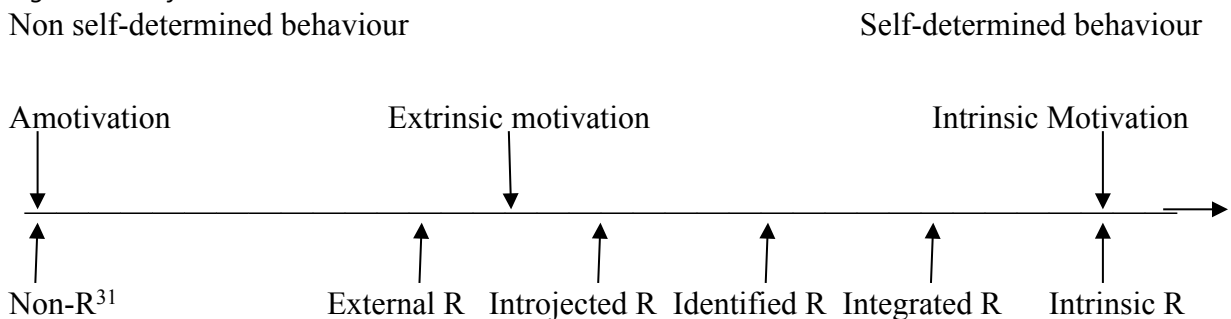 Non self-determined behaviour Self-determined behaviour
Amotivation Extrinsic motivation Intrinsic Motivation
Non-R31 External R Introjected R Identified R Integrated R Intrinsic R